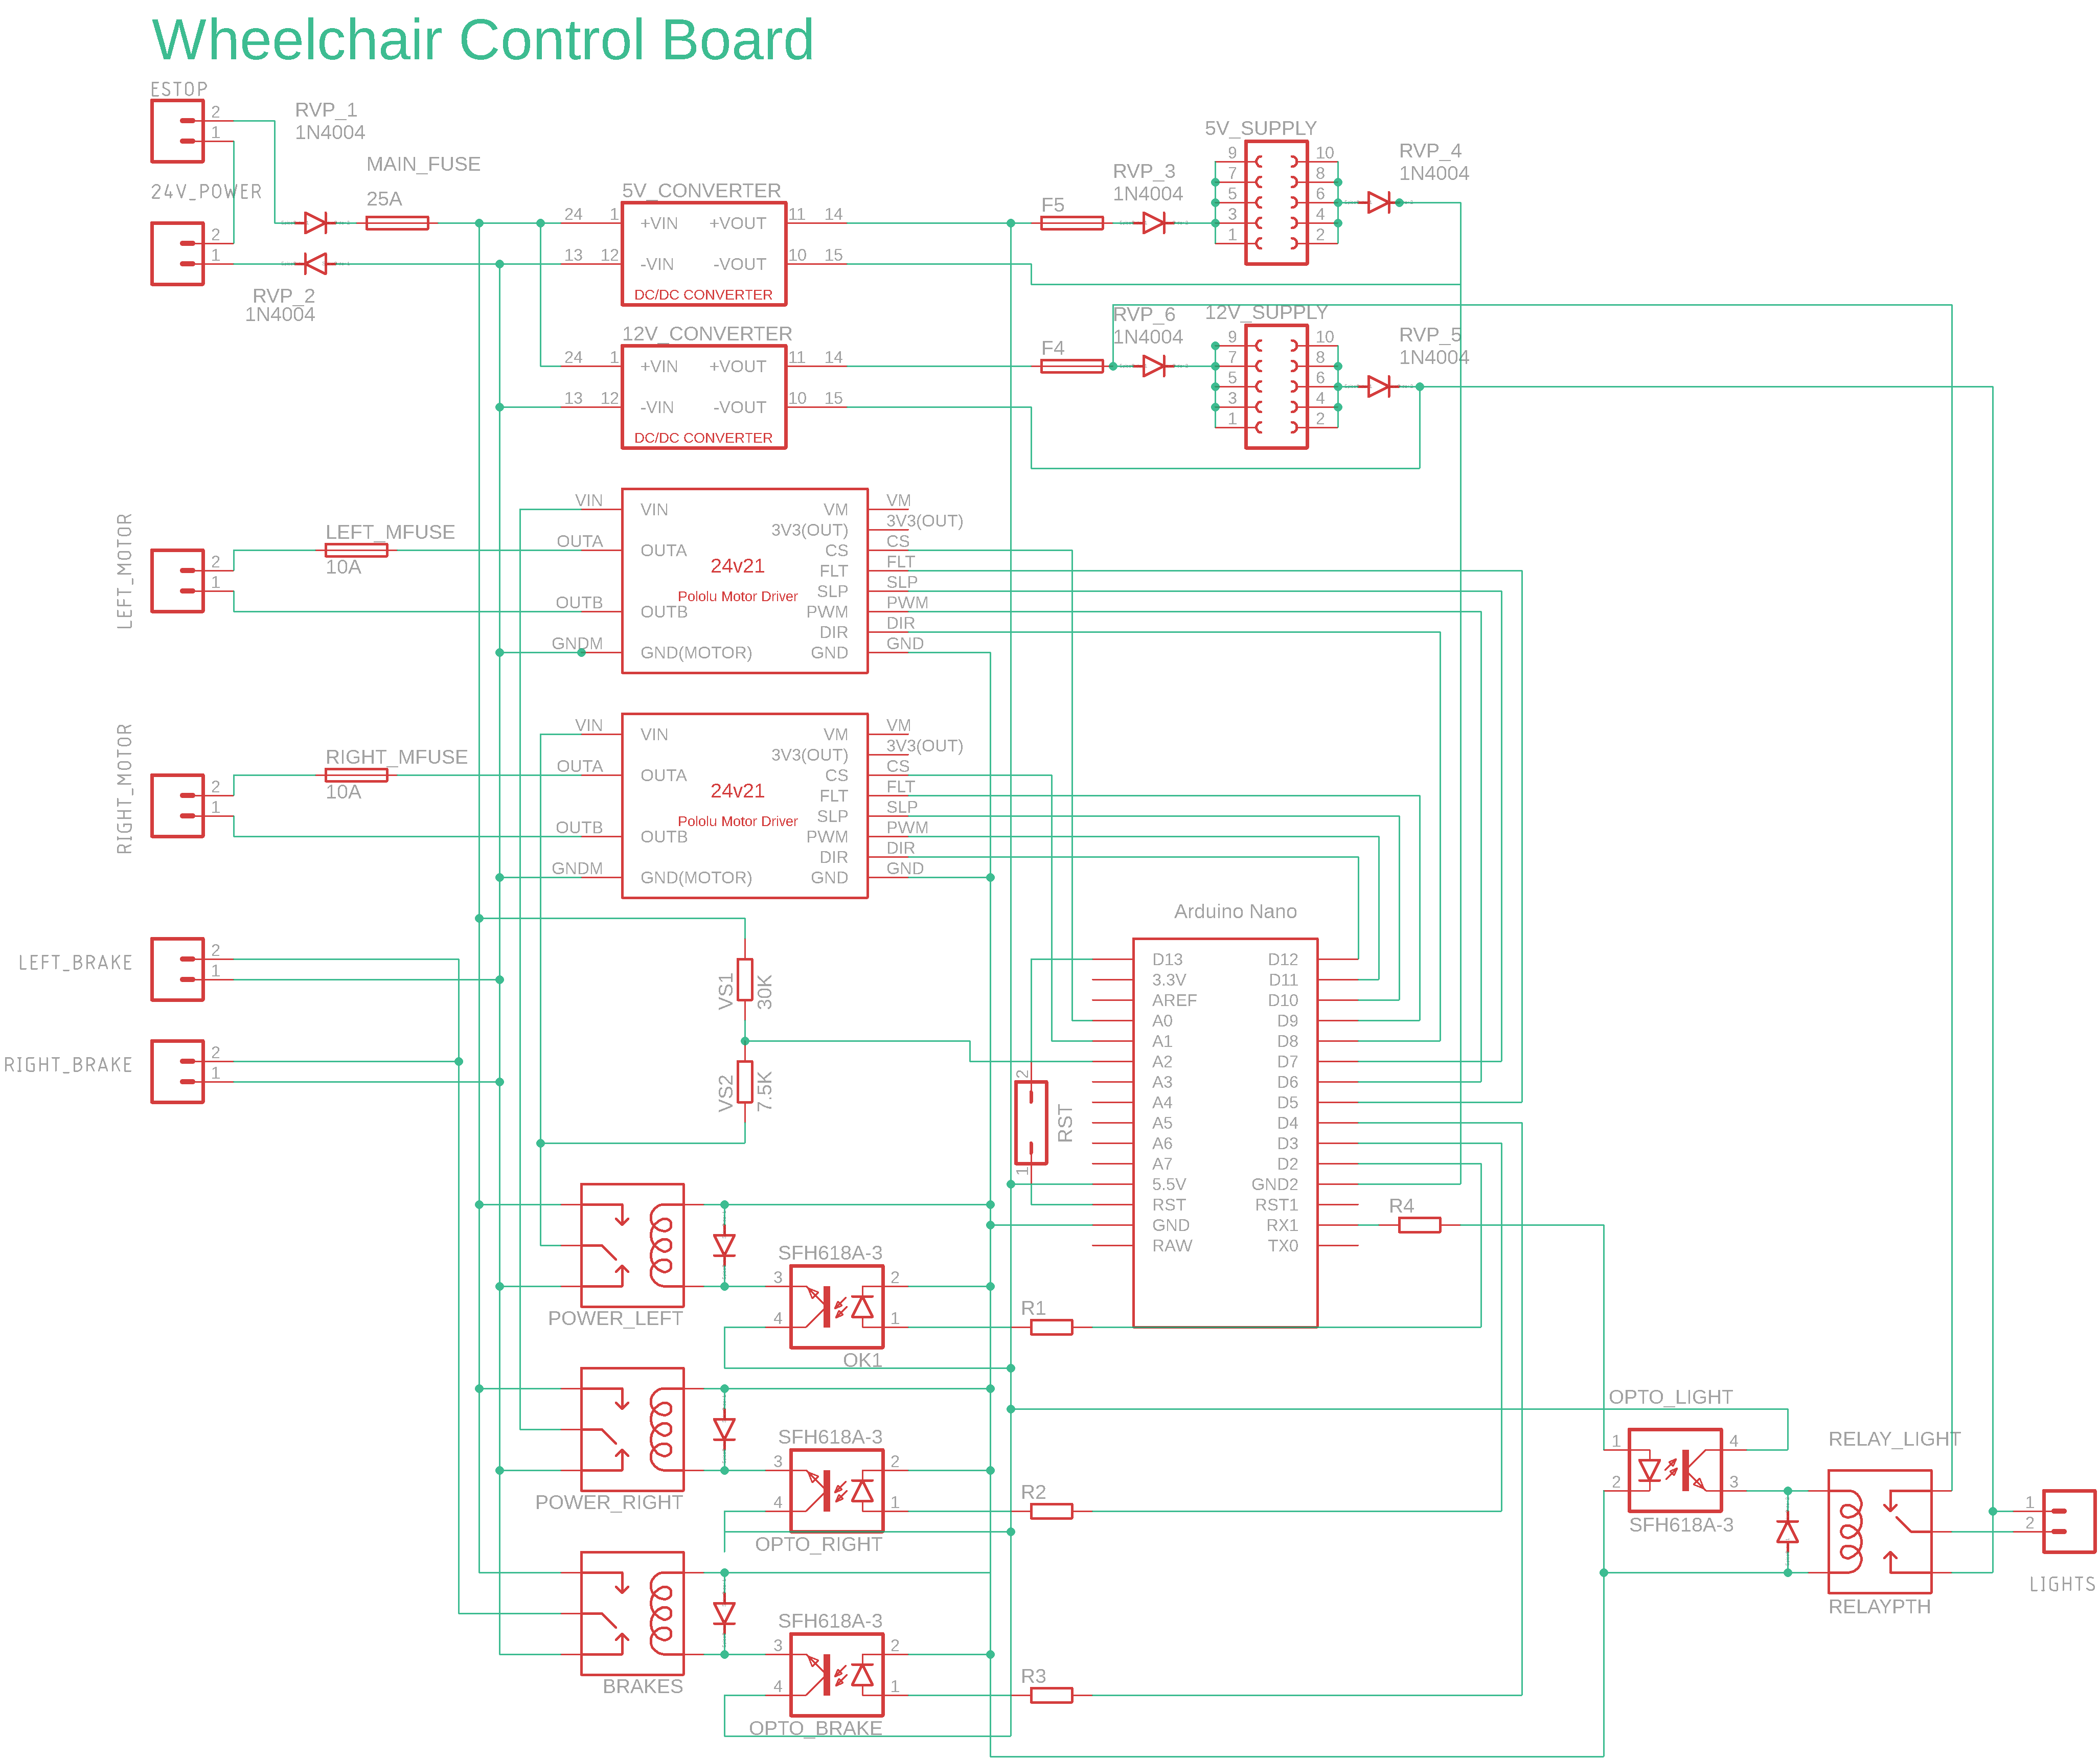 Wheelchair Control Board
ESTOP
2
1
RVP_1
1N4004
24V_POWER
2
1
MAIN_FUSE
25A
RVP_2
1N4004
5V_CONVERTER
24
1
+VIN
+VOUT
11
14
13
12
-VIN
-VOUT
10
15
DC/DC CONVERTER
12V_CONVERTER
24
1
+VIN
+VOUT
11
14
13
12
-VIN
-VOUT
10
15
DC/DC CONVERTER
F5
RVP_3
1N4004
5V_SUPPLY
9
10
7
8
5
6
3
4
1
2
RVP_4
1N4004
F4
RVP_6
1N4004
12V_SUPPLY
9
10
7
8
5
6
3
4
1
2
RVP_5
1N4004
LEFT_MOTOR
2
1
LEFT_MFUSE
10A
VIN
VIN
VM
VM
3V3(OUT)
3V3(OUT)
OUTA
OUTA
CS
CS
24v21
FLT
FLT
Pololu Motor Driver
SLP
SLP
OUTB
OUTB
PWM
PWM
DIR
DIR
GNDM
GND(MOTOR)
GND
GND
RIGHT_MOTOR
2
1
RIGHT_MFUSE
10A
VIN
VIN
VM
VM
3V3(OUT)
3V3(OUT)
OUTA
OUTA
CS
CS
24v21
FLT
FLT
Pololu Motor Driver
SLP
SLP
OUTB
OUTB
PWM
PWM
DIR
DIR
GNDM
GND(MOTOR)
GND
GND
LEFT_BRAKE
2
1
RIGHT_BRAKE
2
1
VS1
30K
VS2
7.5K
2
RST
1
Arduino Nano
D13
D12
3.3V
D11
AREF
D10
A0
D9
A1
D8
A2
D7
A3
D6
A4
D5
A5
D4
A6
D3
A7
D2
5.5V
GND2
RST
RST1
GND
RX1
RAW
TX0
R4
POWER_LEFT
SFH618A-3
3
2
4
1
OK1
R1
POWER_RIGHT
SFH618A-3
3
2
4
1
OPTO_RIGHT
R2
BRAKES
SFH618A-3
3
2
4
1
OPTO_BRAKE
R3
OPTO_LIGHT
1
4
2
3
SFH618A-3
RELAY_LIGHT
RELAYPTH
1
2
LIGHTS